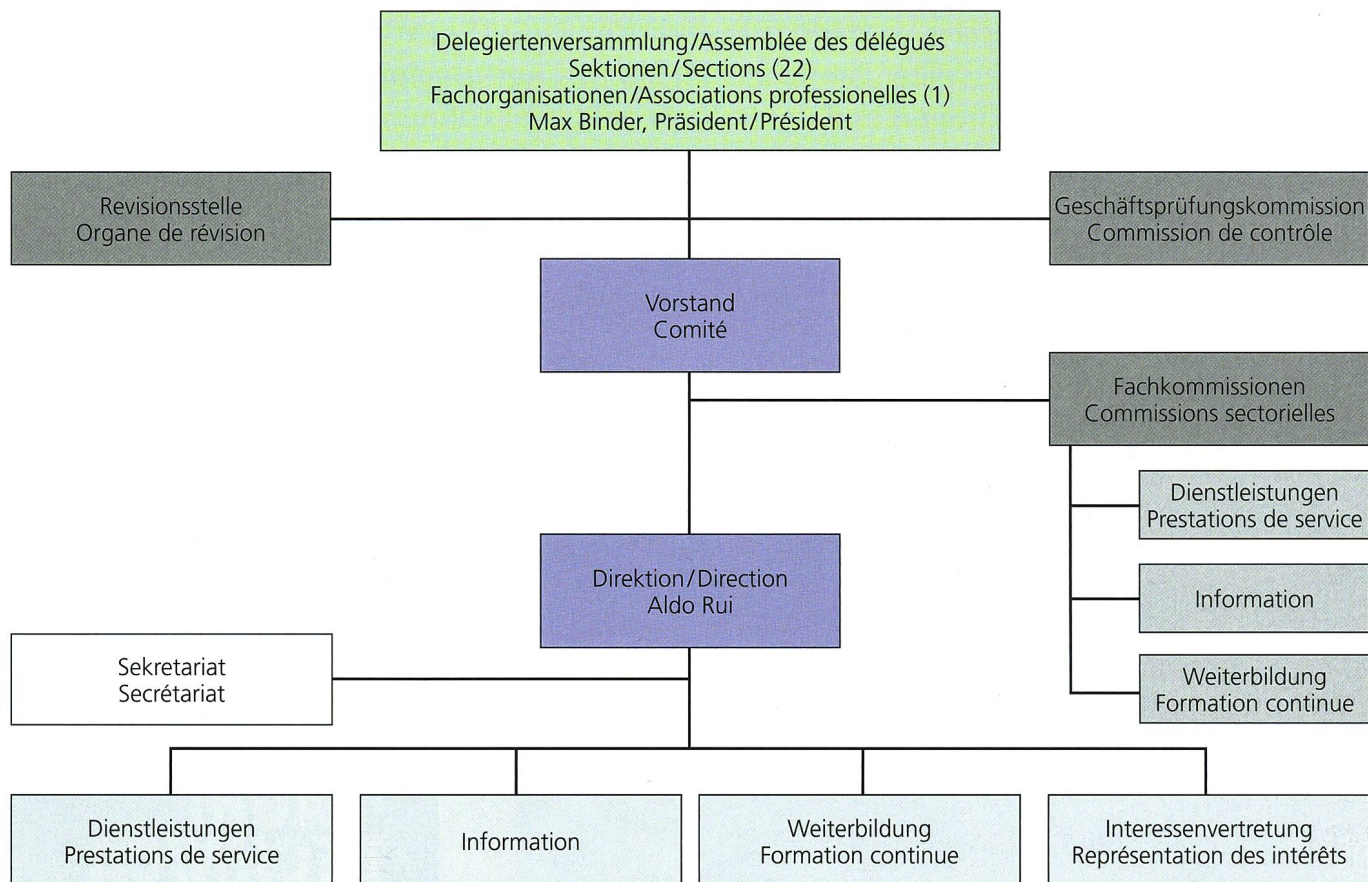 Delegiertenversammlung/Assemblée des délégués
Sektionen/Sections (22)
Fachorganisationen/Associations professionelles (1)
Max Binder, Präsident/Président
Revisionsstelle
Organe de révision
Geschäftsprüfungskommission
Commission de contrôle
Vorstand
Comité
Fachkommissionen
Commissions sectorielles
Dienstleistungen
Prestations de service
Information
Weiterbildung
Formation continue
Direktion/Direction
Aldo Rui
Sekretariat
Secrétariat
Dienstleistungen
Prestations de service
Information
Weiterbildung
Formation continue
Interessenvertretung
Représentation des intérêts